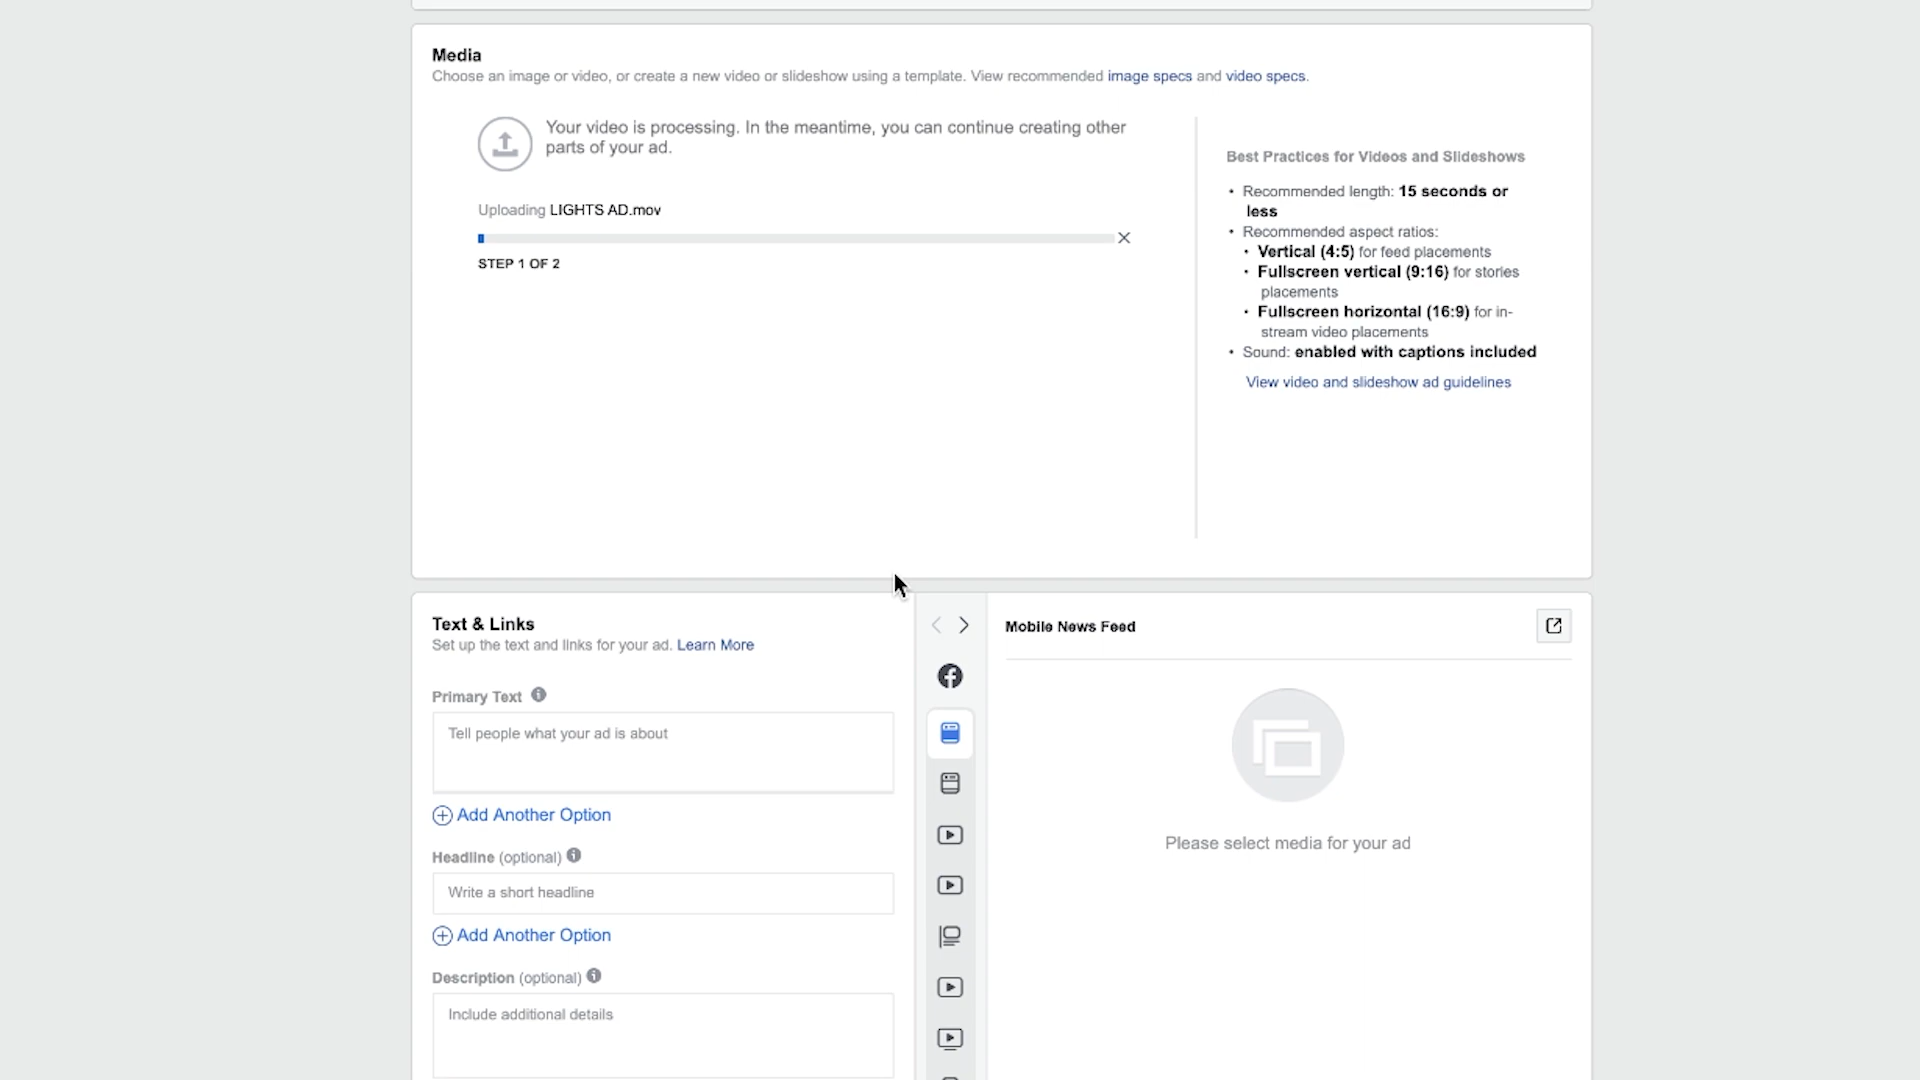 Media
Choose an image or video, or create a new video or slideshow using a template. View recommended image specs and video specs.
Your video is processing. In the meantime, you can continue creating other
parts of your ad.
Uploading LIGHTS AD.mov
STEP 1 OF 2
Best Practices for Videos and Slideshows
• Recommended length: 15 seconds or
less
• Recommended aspect ratios:
• Vertical (4:5) for feed placements
• Fullscreen vertical (9:16) for stories
placements
• Fullscreen horizontal (16:9) for in-
stream video placements
• Sound: enabled with captions included
View video and slideshow ad guidelines
Text & Links
Set up the text and links for your ad. Learn More
Primary Text
Tell people what your ad is about
Add Another Option
Headline (optional)
Write a short headline
Add Another Option
Description (optional)
Include additional details
Mobile News Feed
Please select media for your ad